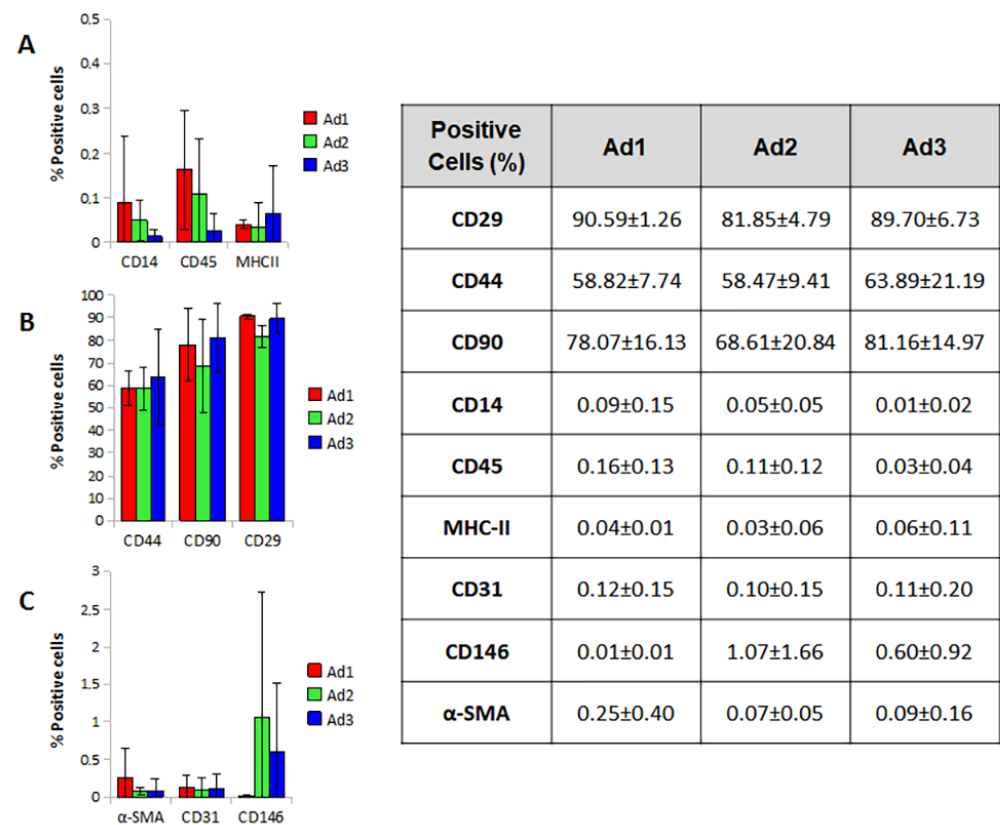 A
% Positive cells
0.5
0.4
0.3
0.2
0.1
0
CD14 CD45 MHCII
Ad1
Ad2
Ad3
B
% Positive cells
100
90
80
70
60
50
40
30
20
10
0
CD44 CD90 CD29
Ad1
Ad2
Ad3
C
% Positive cells
3
2.5
2
1.5
1
0.5
0
α-SMA CD31 CD146
Ad1
Ad2
Ad3
Positive
Cells (%) Ad1 Ad2 Ad3
CD29 90.59±1.26 81.85±4.79 89.70±6.73
CD44 58.82±7.74 58.47±9.41 63.89±21.19
CD90 78.07±16.13 68.61±20.84 81.16±14.97
CD14 0.09±0.15 0.05±0.05 0.01±0.02
CD45 0.16±0.13 0.11±0.12 0.03±0.04
MHC-II 0.04±0.01 0.03±0.06 0.06±0.11
CD31 0.12±0.15 0.10±0.15 0.11±0.20
CD146 0.01±0.01 1.07±1.66 0.60±0.92
α-SMA 0.25±0.40 0.07±0.05 0.09±0.16